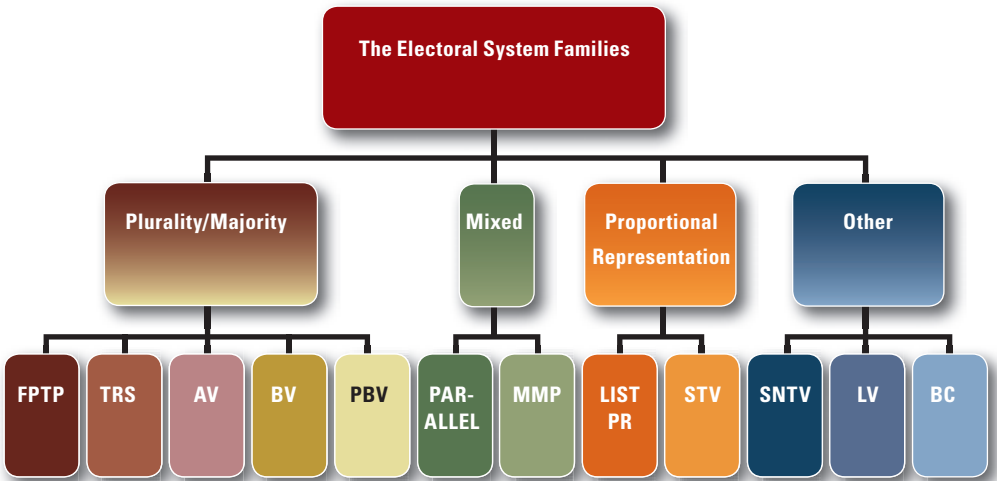 The Electoral System Families
Plurality/Majority
Mixed
Proportional
Representation
Other
FPTP
TRS
AV
BV
PBV
PAR-
ALLEL
MMP
LIST
PR
STV
SNTV
LV
BC